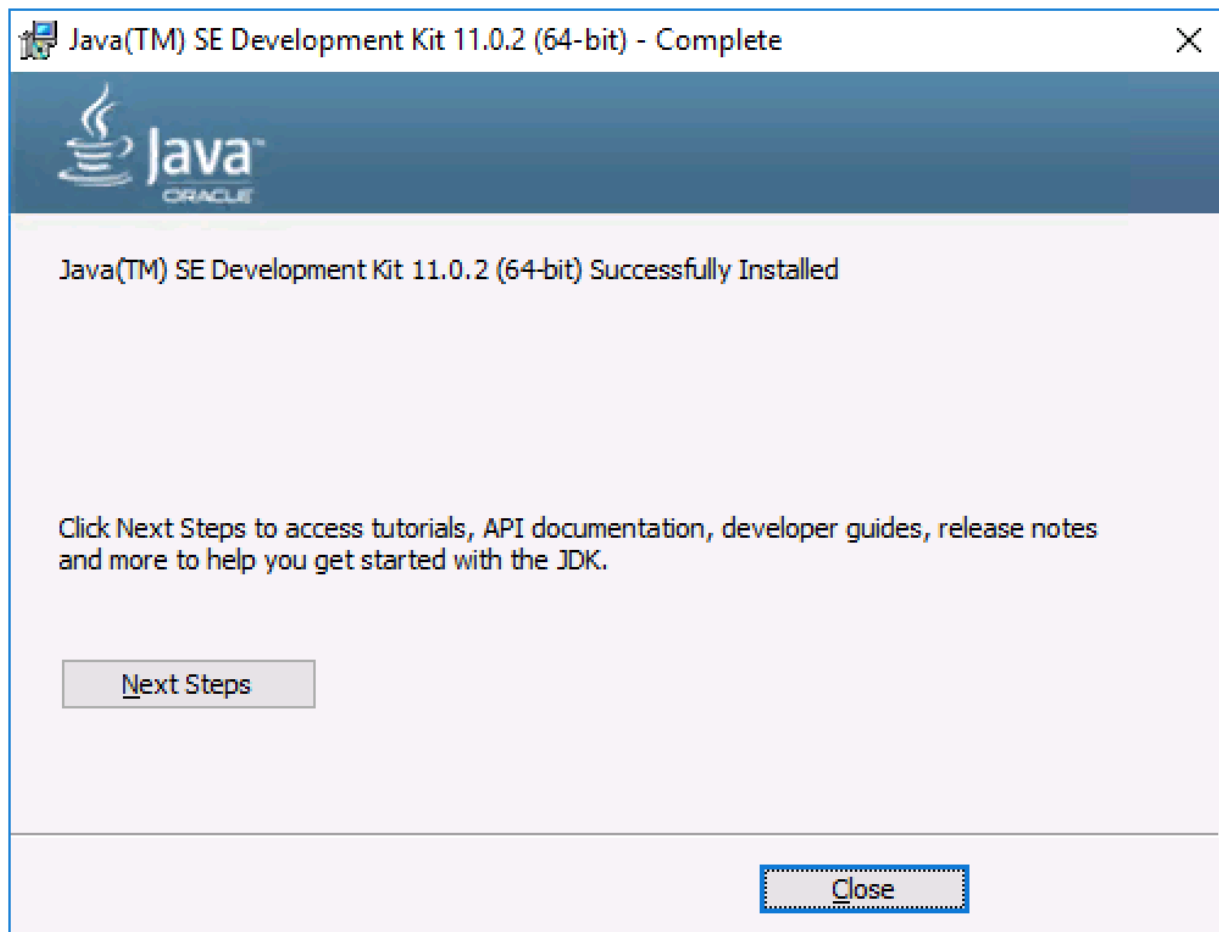 Java(TM) SE Development Kit 11.0.2 (64-bit) - Complete
Java™
ORACLE
Java(TM) SE Development Kit 11.0.2 (64-bit) Successfully Installed
Click Next Steps to access tutorials, API documentation, developer guides, release notes
and more to help you get started with the JDK.
Next Steps
Close